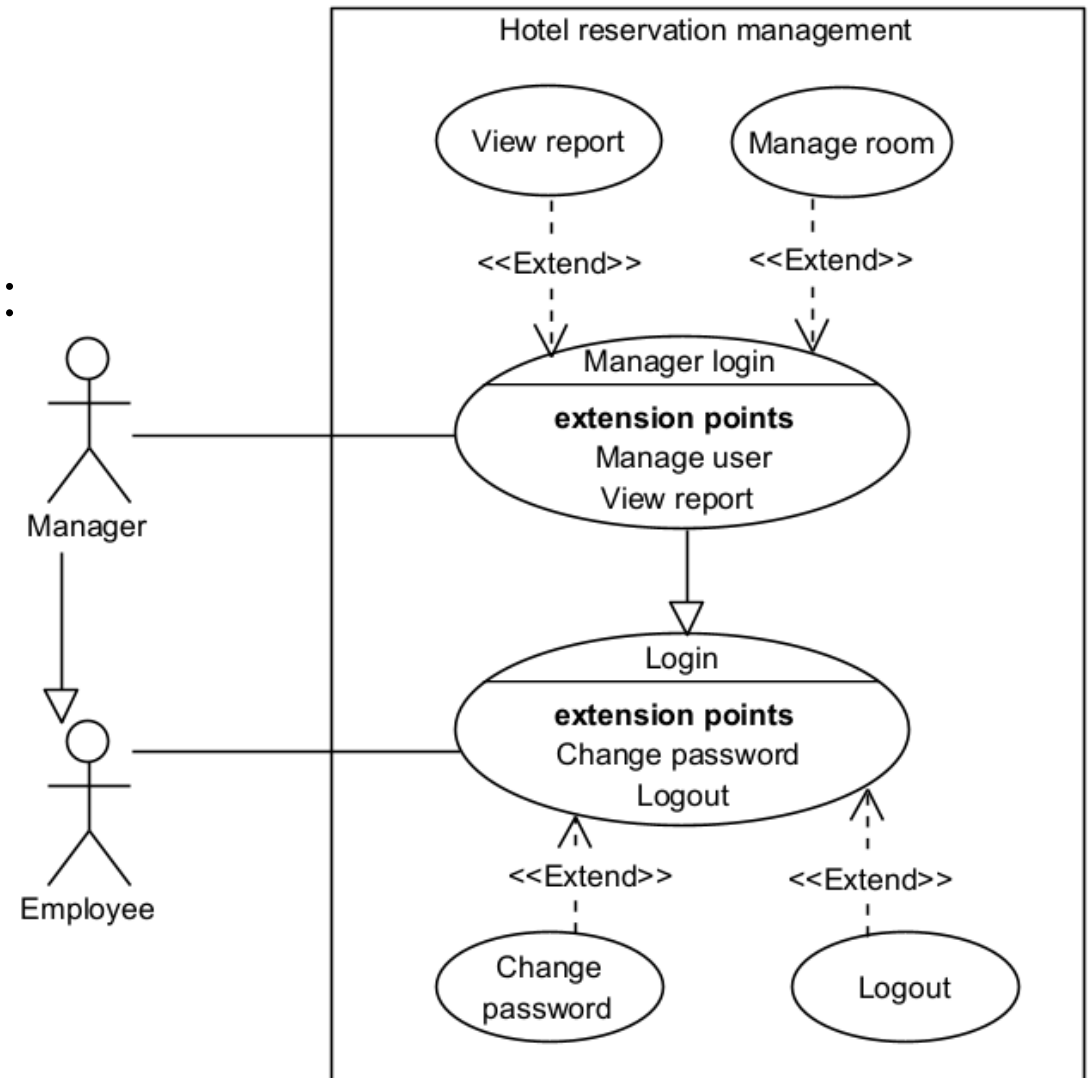 Hotel reservation management
View report
Manage room
<<Extend>>
<<Extend>>
Manager login
extension points
Manage user
View report
Manager
Login
extension points
Change password
Logout
Employee
<<Extend>>
<<Extend>>
Change
password
Logout